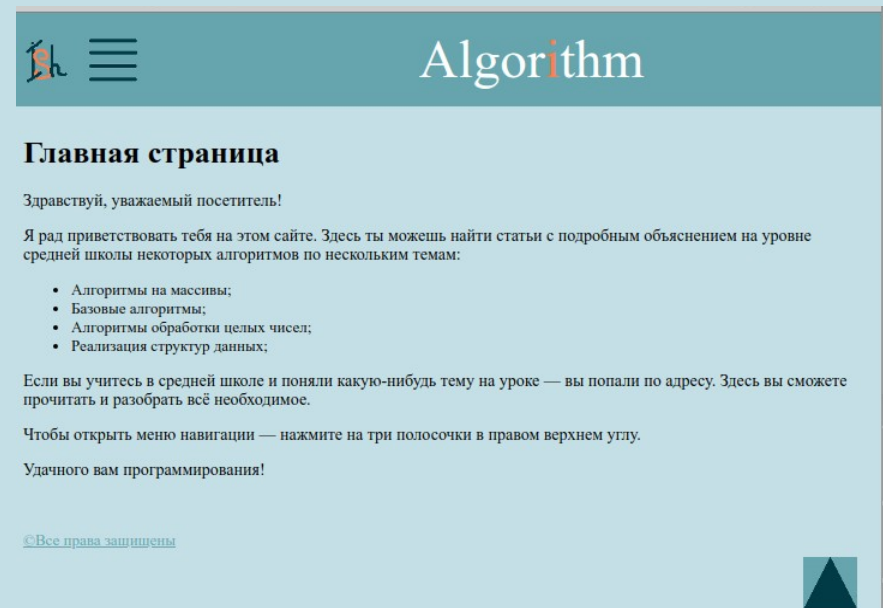 Algorithm
Главная страница
Здравствуй, уважаемый посетитель!
Я рад приветствовать тебя на этом сайте. Здесь ты можешь найти статьи с подробным объяснением на уровне
средней школы некоторых алгоритмов по нескольким темам:
Алгоритмы на массивы;
Базовые алгоритмы;
Алгоритмы обработки целых чисел;
Реализация структур данных;
Если вы учитесь в средней школе и поняли какую-нибудь тему на уроке — вы попали по адресу. Здесь вы сможете
прочитать и разобрать всё необходимое.
Чтобы открыть меню навигации — нажмите на три полосочки в правом верхнем углу.
Удачного вам программирования!
©Все права защищены